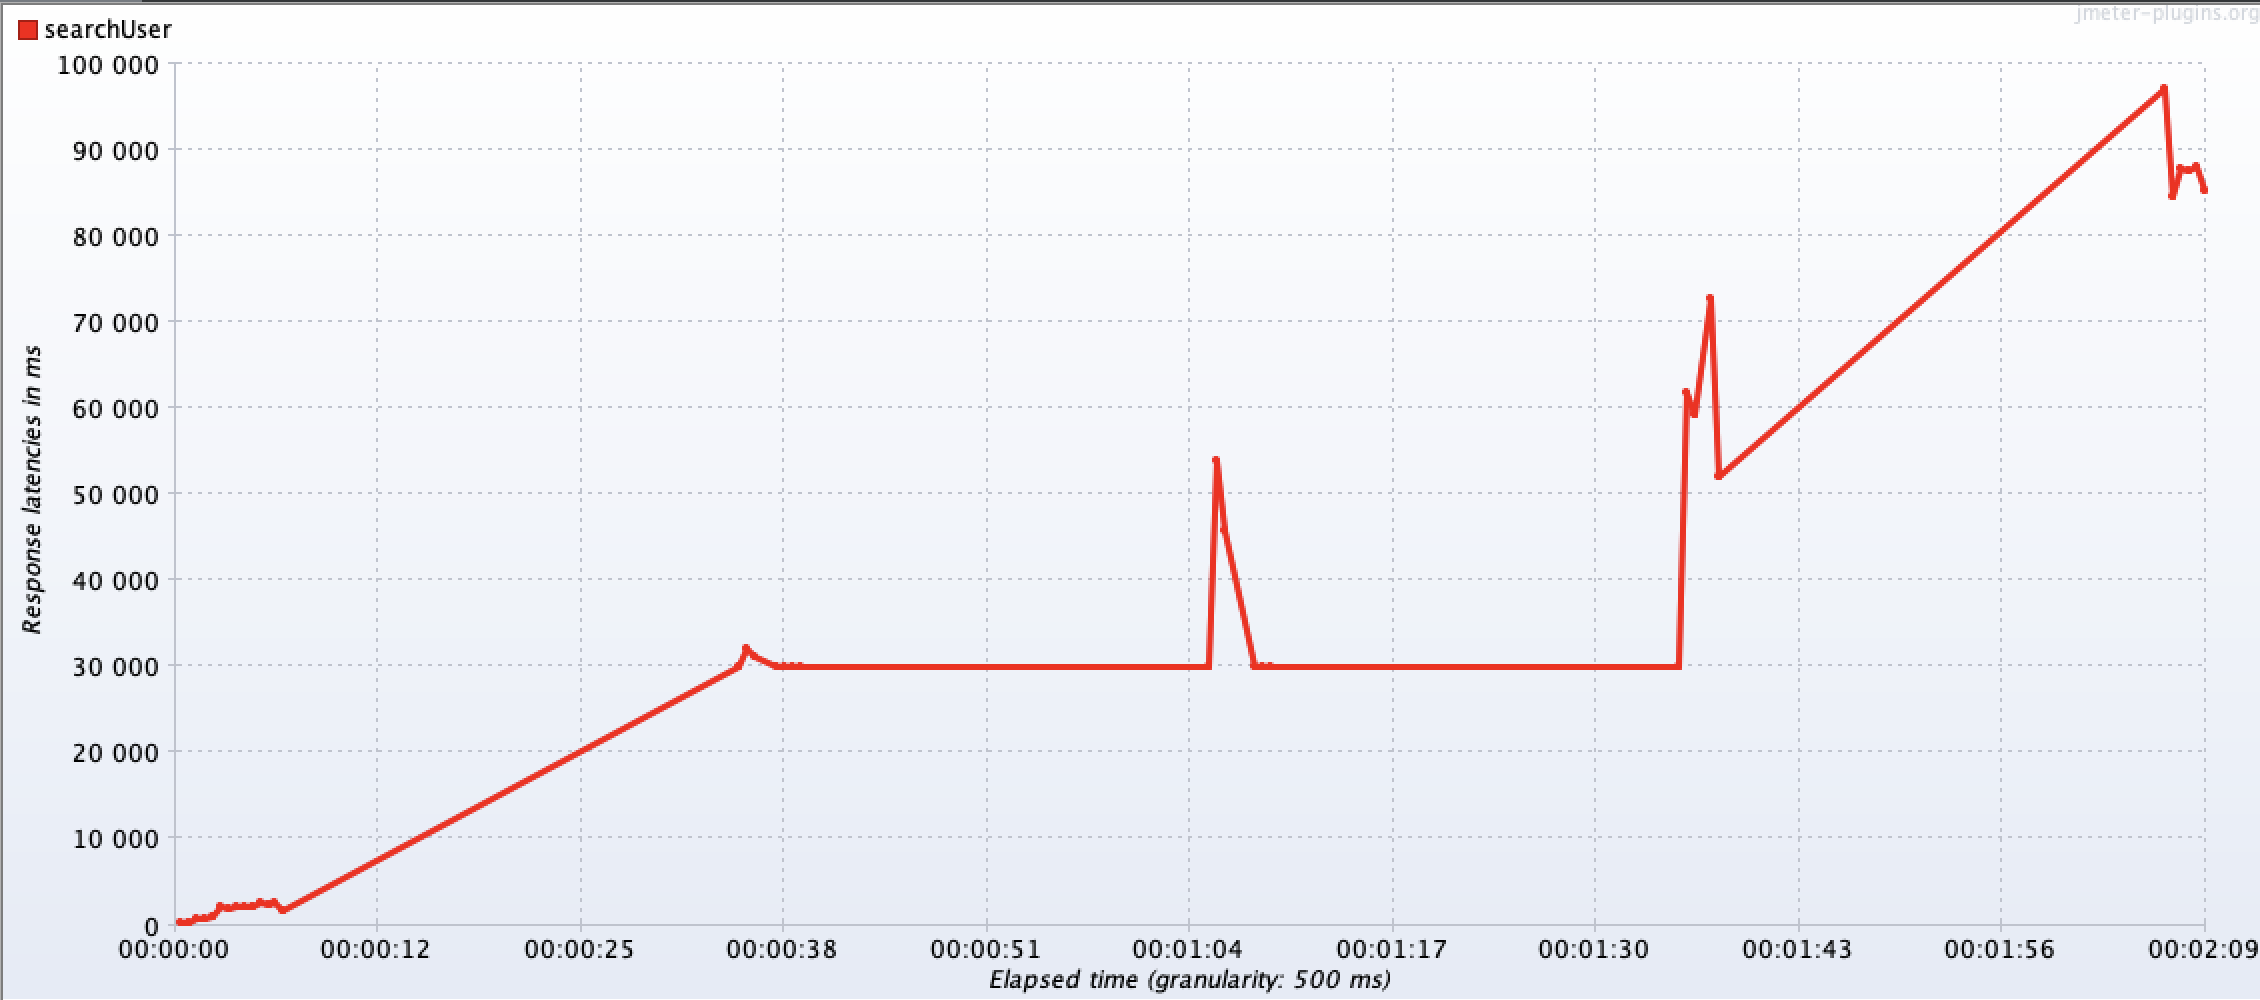 jmeter-plugins.org
searchUser
100 000
90 000
80 000
70 000
60 000
50 000
40 000
30 000
20 000
10 000
0
Response latencies in ms
00:00:00 00:00:12 00:00:25 00:00:38 00:00:51 00:01:04 00:01:17 00:01:30 00:01:43 00:01:56 00:02:09
Elapsed time (granularity: 500 ms)